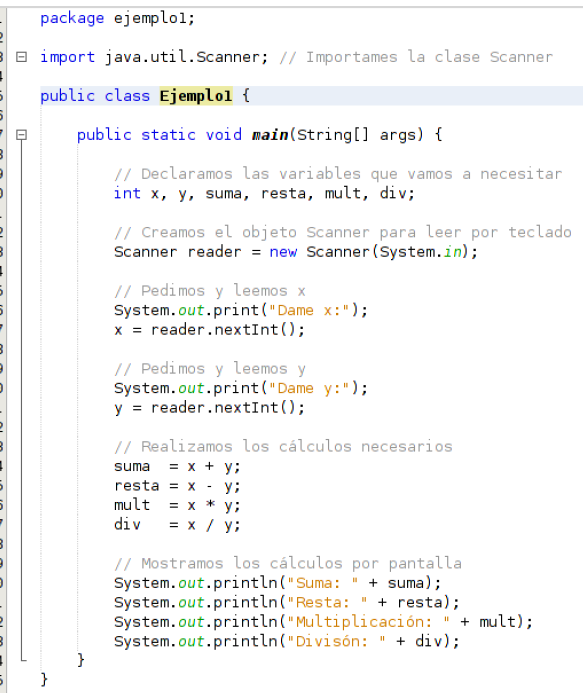 package ejemplo1;
import java.util.Scanner; // Importames la clase Scanner
public class Ejemplo1 {
public static void main(String[] args) {
// Declaramos las variables que vamos a necesitar
int x, y, suma, resta, mult, div;
// Creamos el objeto Scanner para leer por teclado
Scanner reader = new Scanner(System.in);
// Pedimos y leemos x
System.out.print("Dame x:");
x = reader.nextInt();
// Pedimos y leemos y
System.out.print("Dame y:");
y = reader.nextInt();
// Realizamos los cálculos necesarios
suma  = x + y;
resta = x - y;
mult  = x * y;
div   = x / y;
// Mostramos los cálculos por pantalla
System.out.println("Suma: " + suma);
System.out.println("Resta: " + resta);
System.out.println("Multiplicación: " + mult);
System.out.println("Divisón: " + div);
}
}